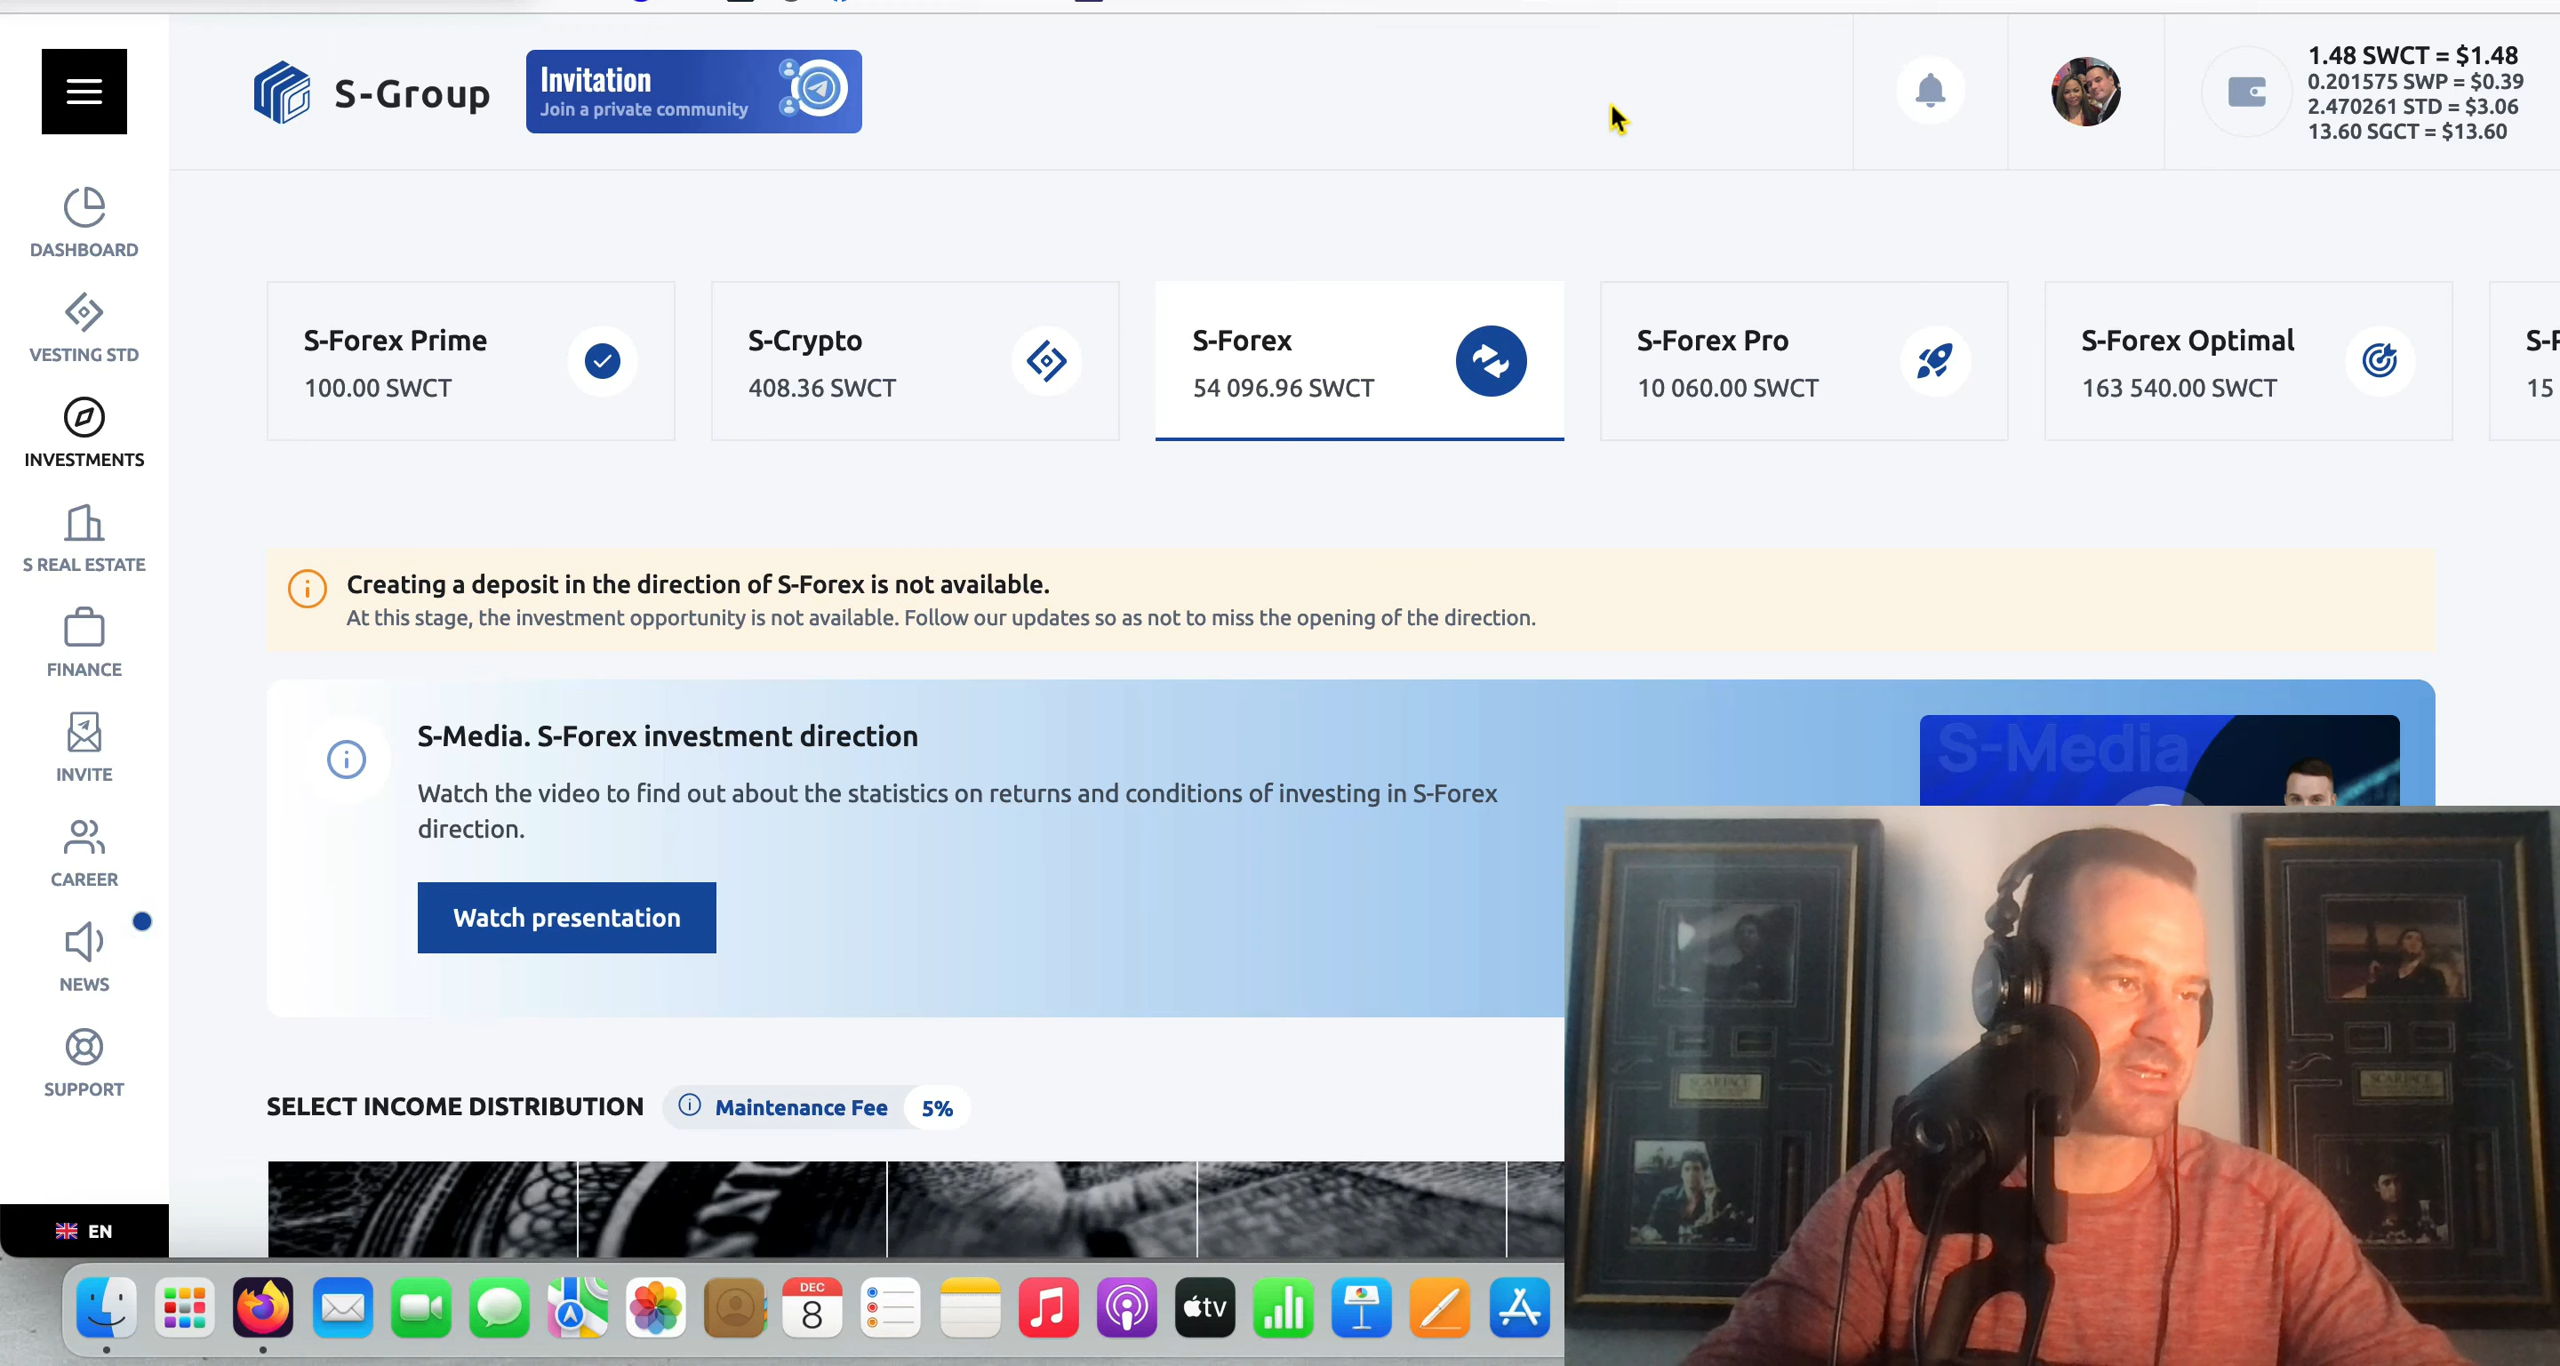 S-Group
Invitation
Join a private community
1.48 SWCT = $1.48
0.201575 SWP = $0.39
2.470261 STD = $3.06
13.60 SGCT = $13.60
DASHBOARD
VESTING STD
INVESTMENTS
S REAL ESTATE
FINANCE
INVITE
CAREER
NEWS
SUPPORT
EN
S-Forex Prime
100.00 SWCT
S-Crypto
408.36 SWCT
S-Forex
54 096.96 SWCT
S-Forex Pro
10 060.00 SWCT
S-Forex Optimal
163 540.00 SWCT
15
Creating a deposit in the direction of S-Forex is not available.
At this stage, the investment opportunity is not available. Follow our updates so as not to miss the opening of the direction.
S-Media. S-Forex investment direction
Watch the video to find out about the statistics on returns and conditions of investing in S-Forex
direction.
Watch presentation
S-Media
SELECT INCOME DISTRIBUTION
Maintenance Fee 5%
SCARFACE
SCARFACE
DEC
8
tv